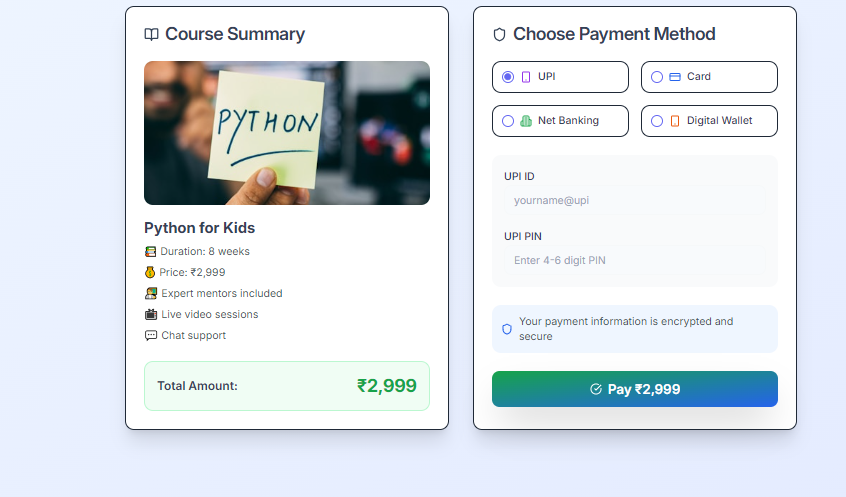 Course Summary
PYTHON
Python for Kids
Duration: 8 weeks
Price: ₹2,999
Expert mentors included
Live video sessions
Chat support
Total Amount: ₹2,999
Choose Payment Method
UPI
Card
Net Banking
Digital Wallet
UPI ID
yourname@upi
UPI PIN
Enter 4-6 digit PIN
Your payment information is encrypted and
secure
Pay ₹2,999